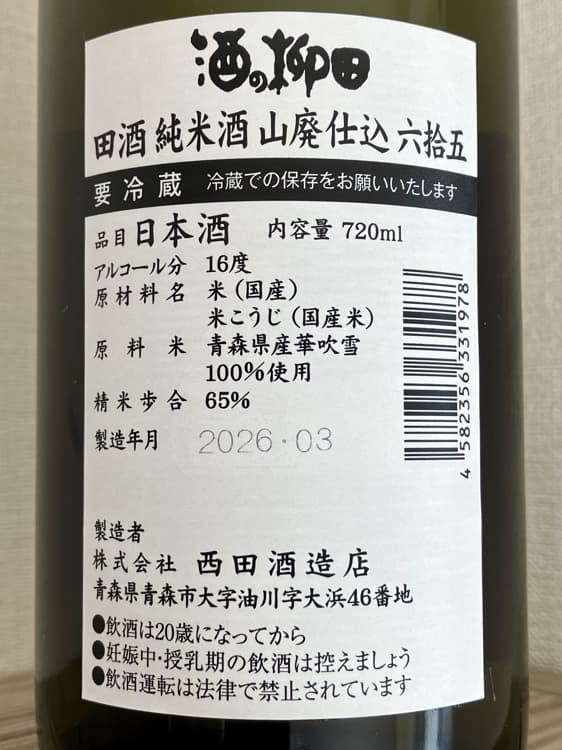 酒の柳田
田酒 純米酒 山廃仕込 六拾五
要冷蔵 冷蔵での保存をお願いいたします
品目 日本酒 内容量 720ml
アルコール分 16度
原材料名 米（国産）
米こうじ（国産米）
原料米 青森県産華吹雪
100%使用
精米歩合 65%
製造年月 2026・03
4 582356 331978
製造者
株式会社 西田酒造店
青森県青森市大字油川字大浜46番地
●飲酒は20歳になってから
●妊娠中・授乳期の飲酒は控えましょう
●飲酒運転は法律で禁止されています